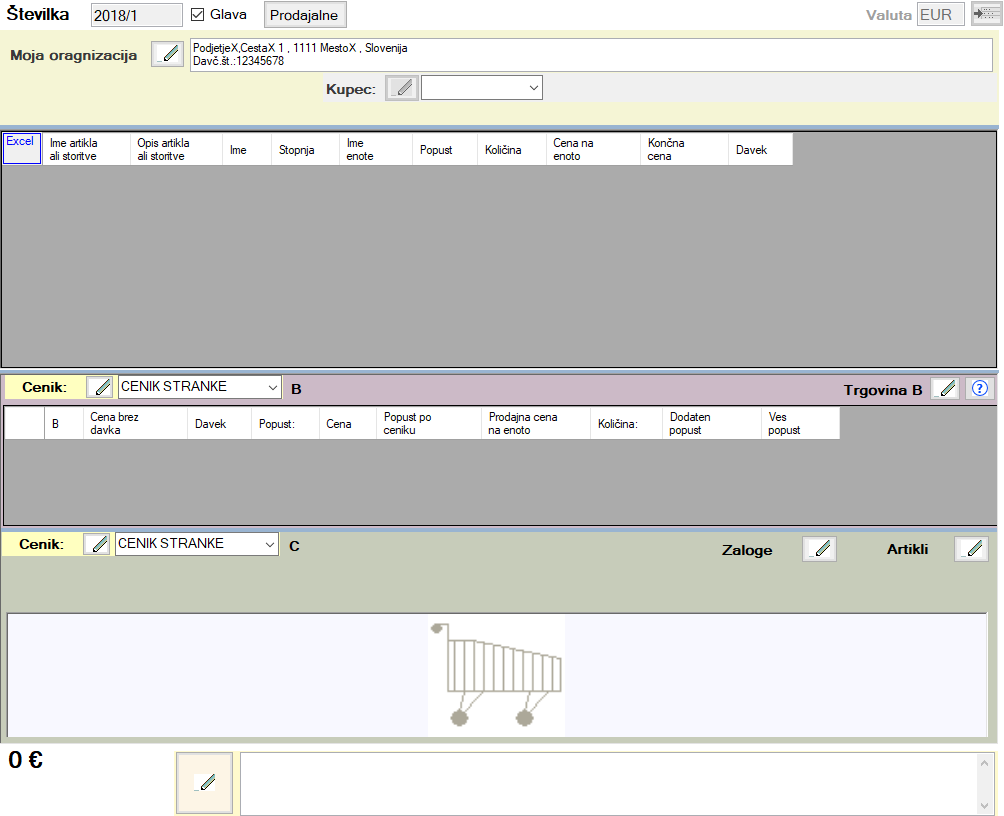 Številka 2018/1 Glava Prodajalne Valuta EUR
Moja oragnizacija PodjetjeX,CestaX 1 , 1111 MestoX , Slovenija
Davč.št.:12345678
Kupec:
Excel Ime artikla ali storitve Opis artikla ali storitve Ime Stopnja Ime enote Popust Količina Cena na enoto Končna cena Davek
Cenik: CENIK STRANKE B Trgovina B ?
B Cena brez davka Davek Popust: Cena Popust po ceniku Prodajna cena na enoto Količina: Dodaten popust Ves popust
Cenik: CENIK STRANKE C Zaloge Artikli
0 €